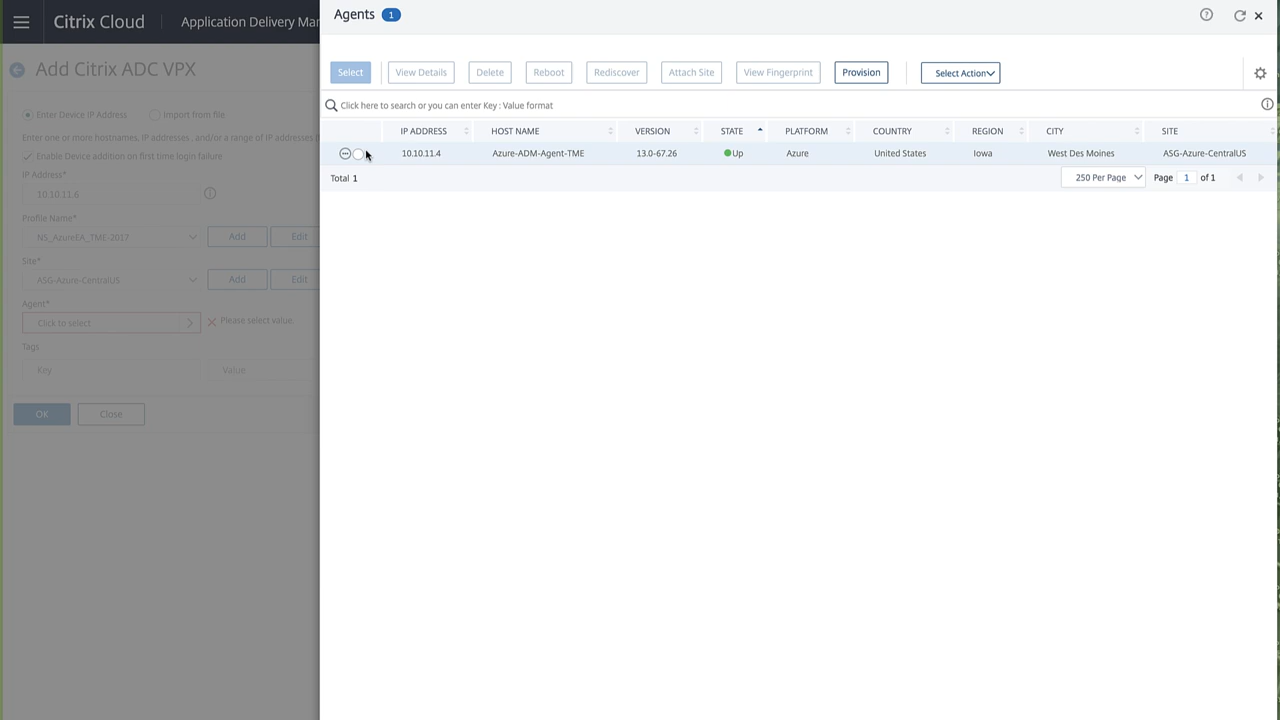 Citrix Cloud
Application Delivery Mar
Agents 1
Select
View Details
Delete
Reboot
Rediscover
Attach Site
View Fingerprint
Provision
Select Action
Click here to search or you can enter Key : Value format
IP ADDRESS HOST NAME VERSION STATE PLATFORM COUNTRY REGION CITY SITE
10.10.11.4 Azure-ADM-Agent-TME 13.0-67.26 Up Azure United States Iowa West Des Moines ASG-Azure-CentralUS
Total 1
250 Per Page
Page 1 of 1
Add Citrix ADC VPX
Enter Device IP Address Import from file
Enter one or more hostnames, IP addresses, and/or a range of IP addresses (
Enable Device addition on first time login failure
IP Address*
10.10.11.6
Profile Name*
NS_AzureEA_TME-2017
Add Edit
Site*
ASG-Azure-CentralUS
Add Edit
Agent*
Click to select
Please select value.
Tags
Key Value
OK Close